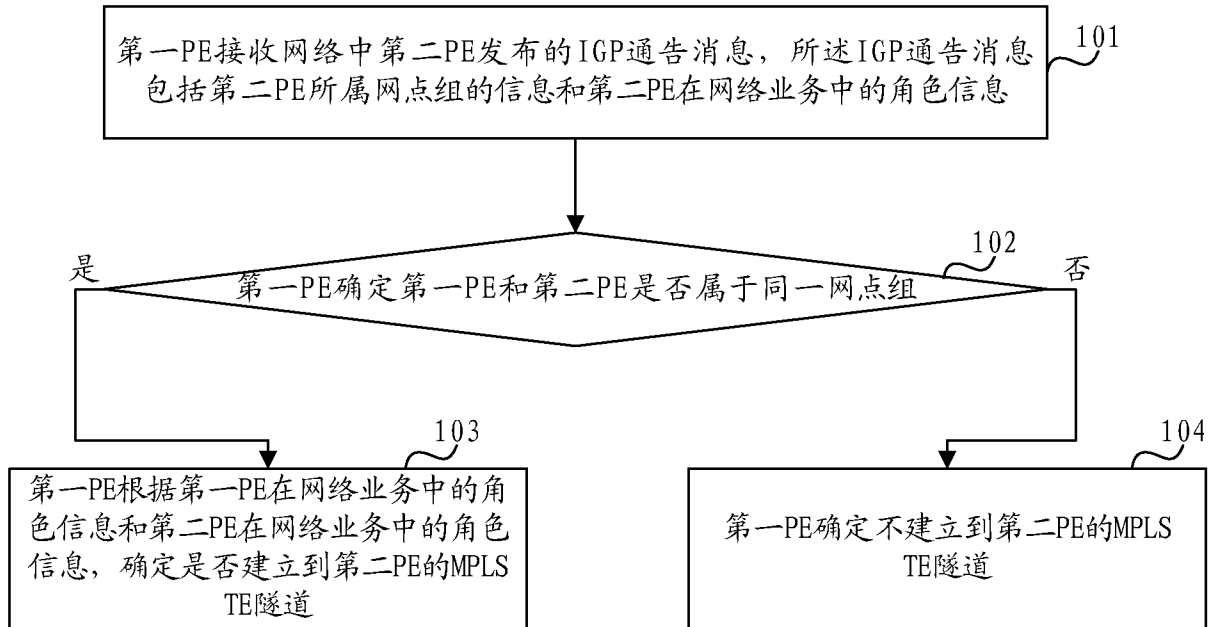 第一PE接收网络中第二PE发布的IGP通告消息，所述IGP通告消息
包括第二PE所属网点组的信息和第二PE在网络业务中的角色信息
101
第一PE确定第一PE和第二PE是否属于同一网点组
102
是
否
第一PE根据第一PE在网络业务中的角
色信息和第二PE在网络业务中的角色
信息，确定是否建立到第二PE的MPLS
TE隧道
103
第一PE确定不建立到第二PE的MPLS
TE隧道
104